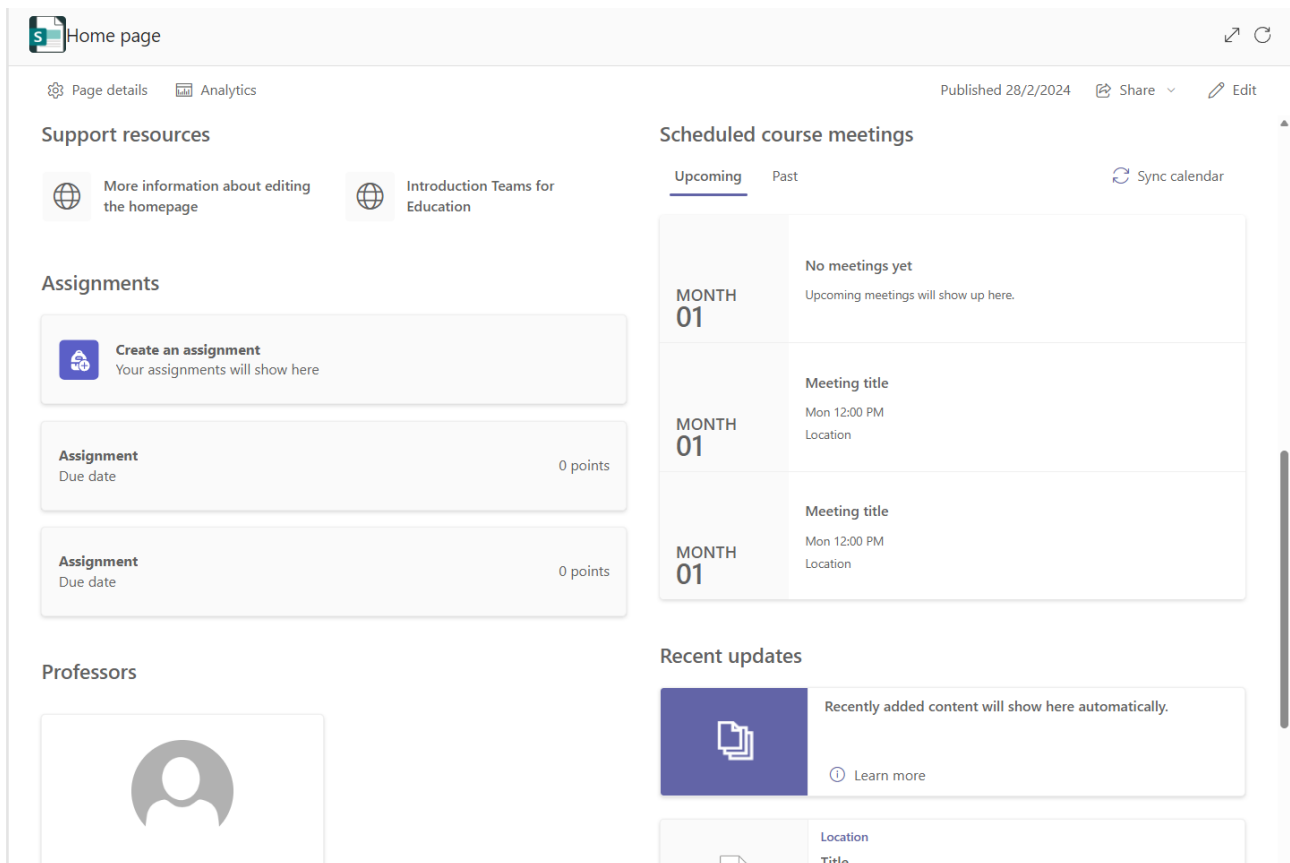 S
Home page
Page details
Analytics
Published 28/2/2024
Share
Edit
Support resources
More information about editing
the homepage
Introduction Teams for
Education
Assignments
Create an assignment
Your assignments will show here
Assignment
Due date
0 points
Assignment
Due date
0 points
Professors
Scheduled course meetings
Upcoming
Past
Sync calendar
MONTH
01
No meetings yet
Upcoming meetings will show up here.
MONTH
01
Meeting title
Mon 12:00 PM
Location
MONTH
01
Meeting title
Mon 12:00 PM
Location
Recent updates
Recently added content will show here automatically.
Learn more
Location
Title